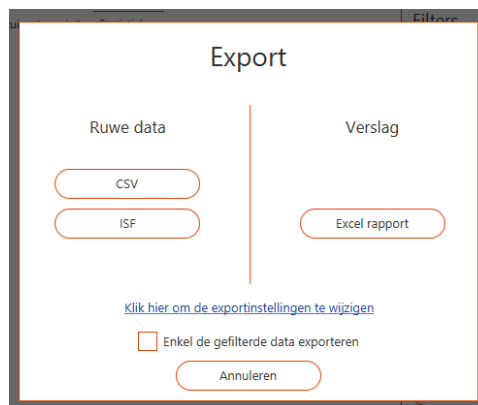 Filters
Export
Ruwe data
Verslag
CSV
ISF
Excel rapport
Klik hier om de exportinstellingen te wijzigen
Enkel de gefilterde data exporteren
Annuleren